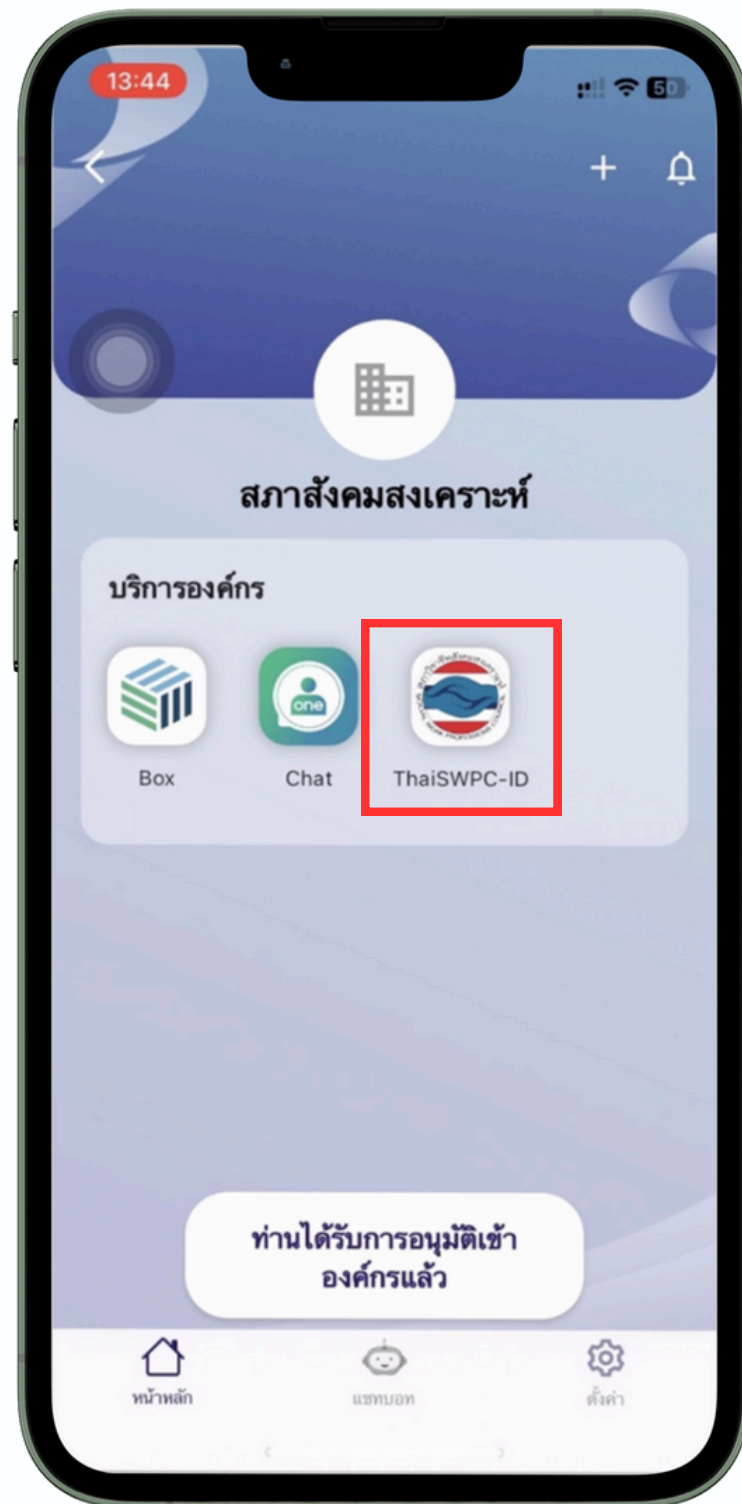 13:44
50
สภาสังคมสงเคราะห์
บริการองค์กร
one
Box
Chat
ThaiSWPC-ID
ท่านได้รับการอนุมัติเข้า
องค์กรแล้ว
หน้าหลัก
แชทบอท
ตั้งค่า